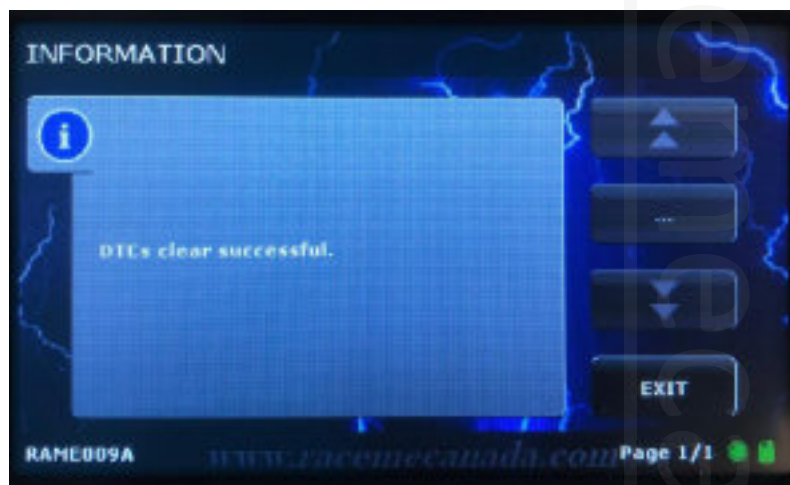 INFORMATION
i
DTCs clear successful.
...
EXIT
RAME009A
www.racemecanada.com
Page 1/1